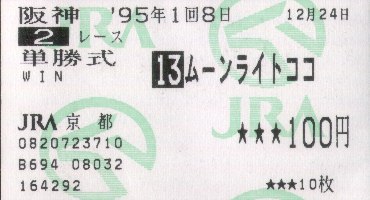 阪神 '95年1回8日 12月24日
2 レース
単勝式
WIN
13 ムーンライトココ
JRA 京都
★★★100円
0820723710
B694 08032
164292
★★★10枚
JRA
JRA